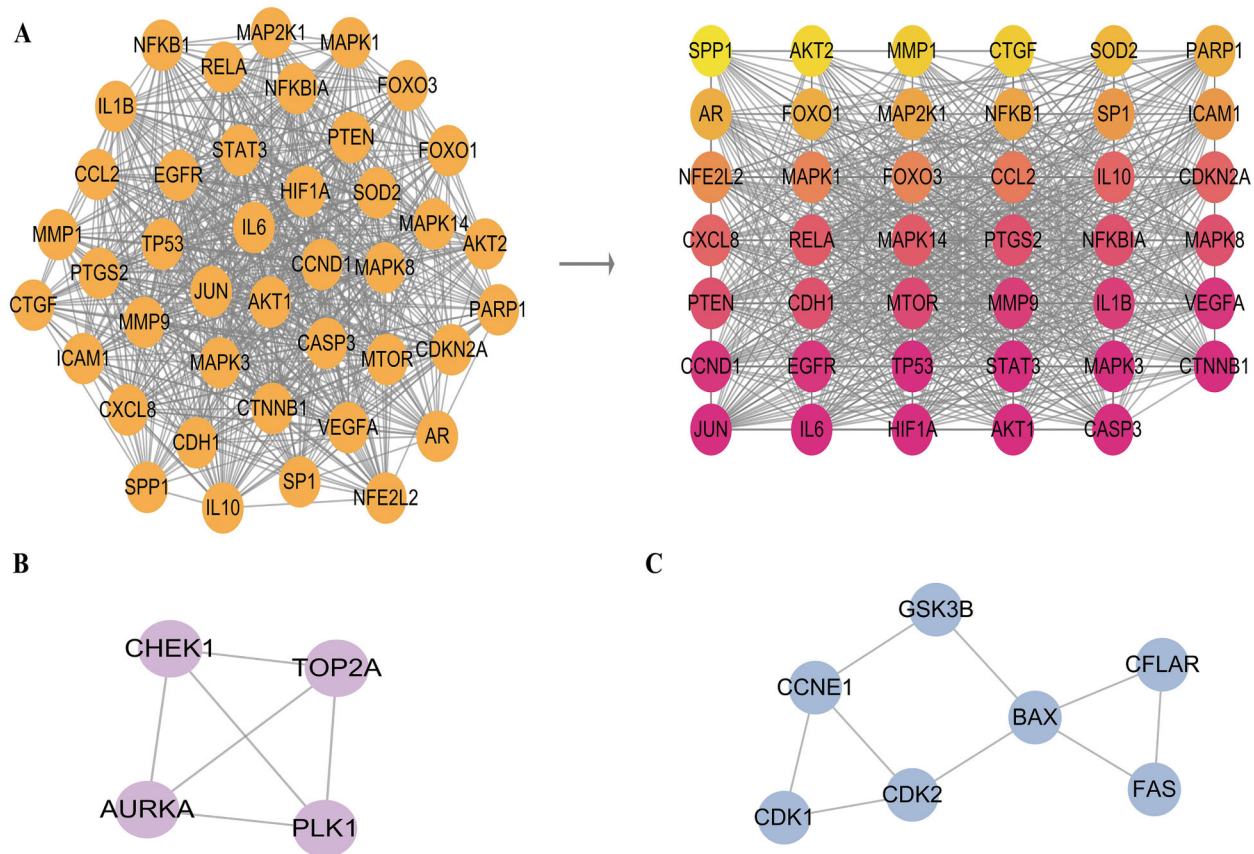 A
NFKB1
MAP2K1
MAPK1
RELA
NFKBIA
FOXO3
IL1B
STAT3
PTEN
FOXO1
CCL2
EGFR
HIF1A
SOD2
MMP1
TP53
IL6
MAPK14
AKT2
PTGS2
CCND1
MAPK8
CTGF
JUN
AKT1
PARP1
MMP9
ICAM1
MAPK3
CASP3
MTOR
CDKN2A
CXCL8
CTNNB1
VEGFA
AR
CDH1
SPP1
IL10
SP1
NFE2L2
SPP1 AKT2 MMP1 CTGF SOD2 PARP1
AR FOXO1 MAP2K1 NFKB1 SP1 ICAM1
NFE2L2 MAPK1 FOXO3 CCL2 IL10 CDKN2A
CXCL8 RELA MAPK14 PTGS2 NFKBIA MAPK8
PTEN CDH1 MTOR MMP9 IL1B VEGFA
CCND1 EGFR TP53 STAT3 MAPK3 CTNNB1
JUN IL6 HIF1A AKT1 CASP3
B
CHEK1
TOP2A
AURKA
PLK1
C
GSK3B
CCNE1
CFLAR
BAX
CDK1
CDK2
FAS